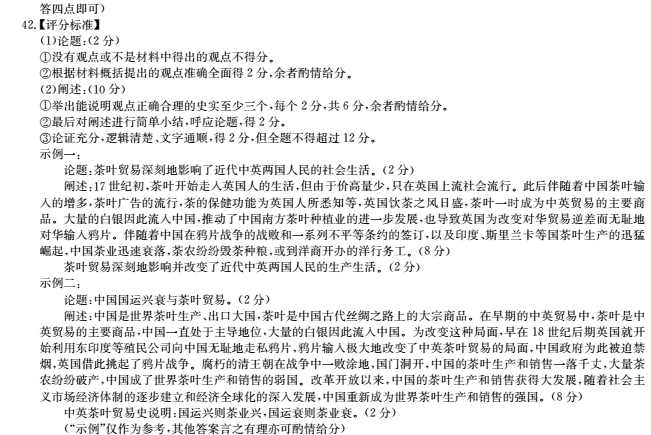 答四点即可)
42.【评分标准】
(1)论题:(2分)
①没有观点或不是材料中得出的观点不得分。
②根据材料概括提出的观点准确全面得2分,余者酌情给分。
(2)阐述:(10分)
①举出能说明观点正确合理的史实至少三个,每个2分,共6分,余者酌情给分。
②最后对阐述进行简单小结,呼应论题,得2分。
③论证充分,逻辑清楚、文字通顺,得2分,但全题不得超过12分。
示例一:
论题:茶叶贸易深刻地影响了近代中英两国人民的社会生活。(2分)
阐述:17世纪初,茶叶开始走入英国人的生活,但由于价高量少,只在英国上流社会流行。此后伴随着中国茶叶输
入的增多,茶叶广告的流行,茶的保健功能为英国人所悉知等,英国饮茶之风日盛,茶叶一时成为中英贸易的主要商
品。大量的白银因此流入中国,推动了中国南方茶叶种植业的进一步发展,也导致英国为改变对华贸易逆差而无耻地
对华输入鸦片。伴随着中国在鸦片战争的战败和一系列不平等条约的签订,以及印度、斯里兰卡等国茶叶生产的迅猛
崛起,中国茶业迅速衰落,茶农纷纷毁茶种粮,或到洋商开办的洋行务工。(8分)
茶叶贸易深刻地影响并改变了近代中英两国人民的生产生活。(2分)
示例二:
论题:中国国运兴衰与茶叶贸易。(2分)
阐述:中国是世界茶叶生产、出口大国,茶叶是中国古代丝绸之路上的大宗商品。在早期的中英贸易中,茶叶是中
英贸易的主要商品,中国一直处于主导地位,大量的白银因此流入中国。为改变这种局面,早在18世纪后期英国就开
始利用东印度等殖民公司向中国无耻地走私鸦片,鸦片输入极大地改变了中英茶叶贸易的局面,中国政府为此被迫禁
烟,英国借此挑起了鸦片战争。腐朽的清王朝在战争中一败涂地,国门洞开,中国的茶叶生产和销售一落千丈,大量茶
农纷纷破产,中国成了世界茶叶生产和销售的弱国。改革开放以来,中国的茶叶生产和销售获得大发展,随着社会主
义市场经济体制的逐步建立和经济全球化的深入发展,中国重新成为世界茶叶生产和销售的强国。(8分)
中英茶叶贸易史说明:国运兴则茶业兴,国运衰则茶业衰。(2分)
(“示例”仅作为参考,其他答案言之有理亦可酌情给分)